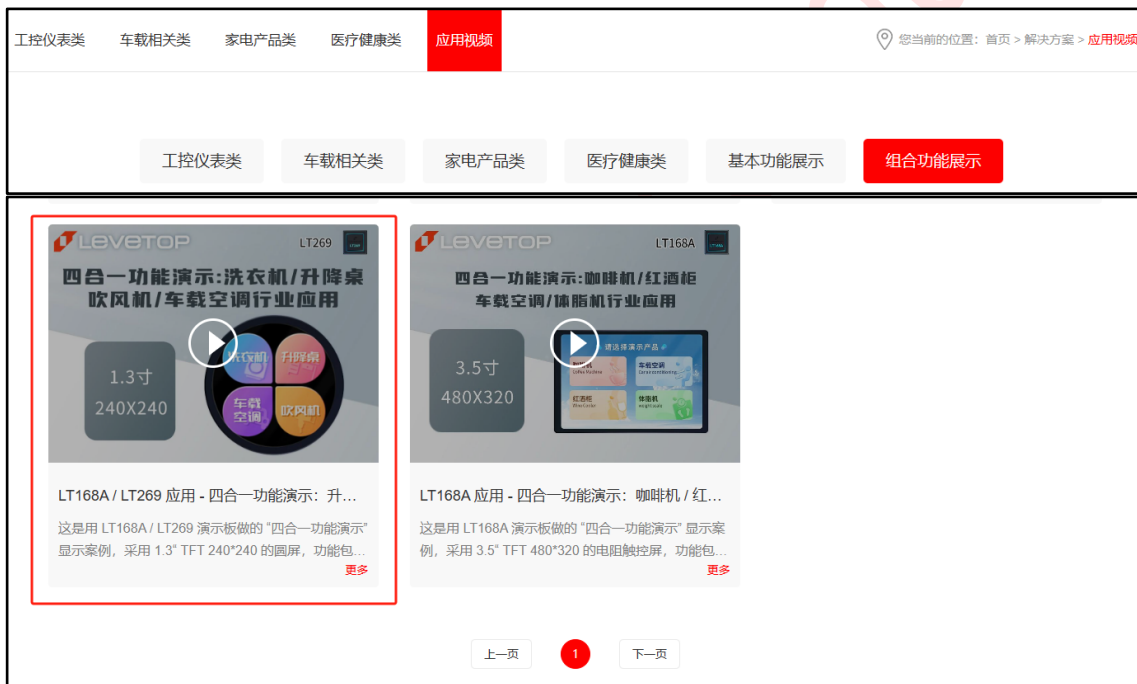 工控仪表类 车载相关类 家电产品类 医疗健康类 应用视频 您当前的位置：首页 > 解决方案 > 应用视频
工控仪表类 车载相关类 家电产品类 医疗健康类 基本功能展示 组合功能展示
LEVETOP LT269
四合一功能演示:洗衣机/升降桌
吹风机/车载空调行业应用
1.3寸
240X240
洗衣机 升降桌
车载空调 吹风机
LT168A / LT269 应用 - 四合一功能演示：升...
这是用 LT168A / LT269 演示板做的 “四合一功能演示”
显示案例，采用 1.3" TFT 240*240 的圆屏，功能包...
更多
LEVETOP LT168A
四合一功能演示:咖啡机/红酒柜
车载空调/体脂机行业应用
3.5寸
480X320
请选择演示产品
车载空调
红酒柜 体脂机
LT168A 应用 - 四合一功能演示：咖啡机 / 红...
这是用 LT168A 演示板做的 “四合一功能演示” 显示案
例，采用 3.5" TFT 480*320 的电阻触控屏，功能包...
更多
上一页 1 下一页